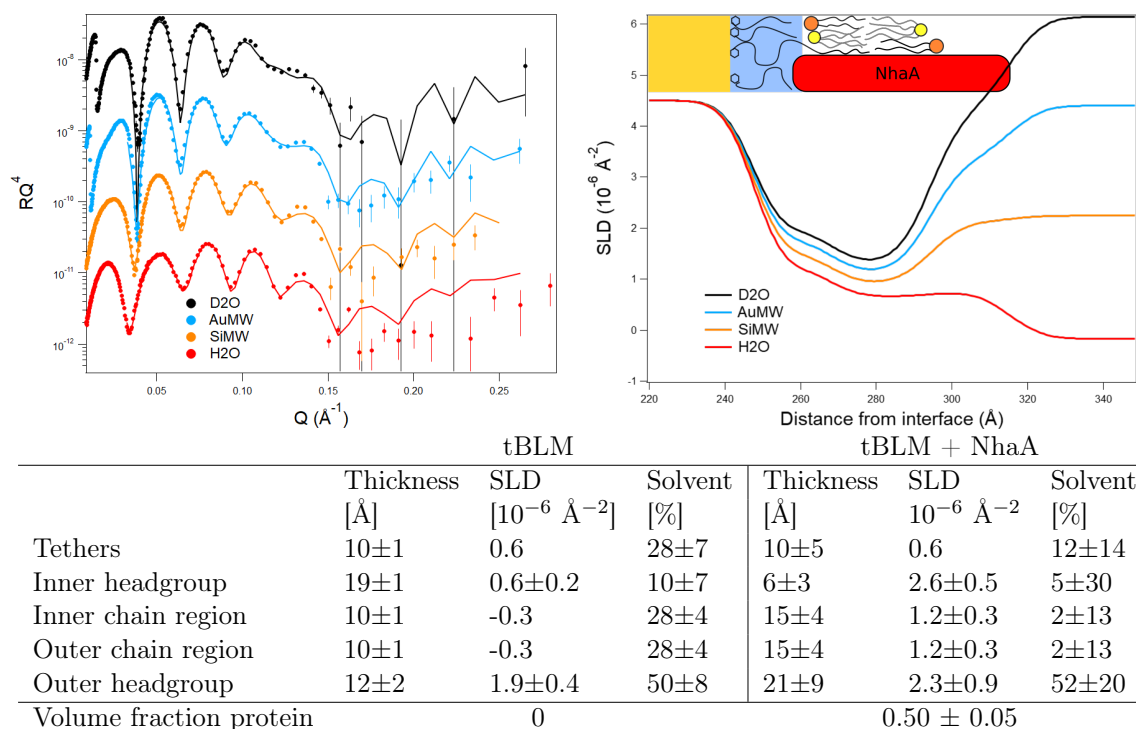 RQ⁴
10⁻⁸
10⁻⁹
10⁻¹⁰
10⁻¹¹
10⁻¹²
D2O
AuMW
SiMW
H2O
0.05 0.10 0.15 0.20 0.25
Q (Å⁻¹)
SLD (10⁻⁶ Å⁻²)
6
5
4
3
2
1
0
-1
NhaA
D2O
AuMW
SiMW
H2O
220 240 260 280 300 320 340
Distance from interface (Å)
tBLM tBLM + NhaA
Thickness SLD Solvent Thickness SLD Solvent
[Å] [10⁻⁶ Å⁻²] [%] [Å] 10⁻⁶ Å⁻² [%]
Tethers 10±1 0.6 28±7 10±5 0.6 12±14
Inner headgroup 19±1 0.6±0.2 10±7 6±3 2.6±0.5 5±30
Inner chain region 10±1 -0.3 28±4 15±4 1.2±0.3 2±13
Outer chain region 10±1 -0.3 28±4 15±4 1.2±0.3 2±13
Outer headgroup 12±2 1.9±0.4 50±8 21±9 2.3±0.9 52±20
Volume fraction protein 0 0.50 ± 0.05